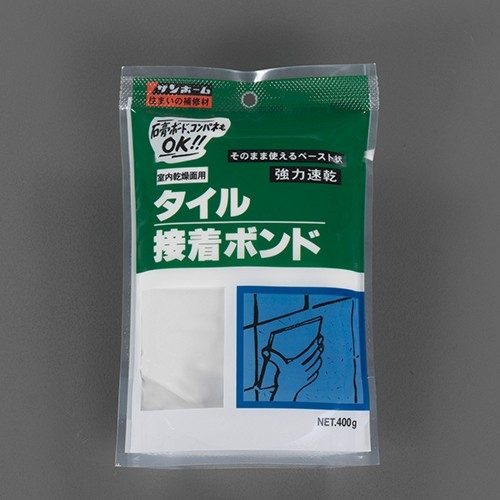 サンホーム
住まいの補修材
石膏ボード、コンパネも
OK!!
そのまま使えるペースト状
強力速乾
室内乾燥面用
タイル
接着ボンド
NET.400g